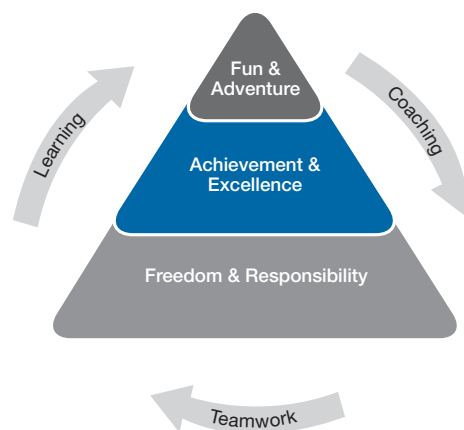 Fun &
Adventure
Learning
Coaching
Achievement &
Excellence
Freedom & Responsibility
Teamwork